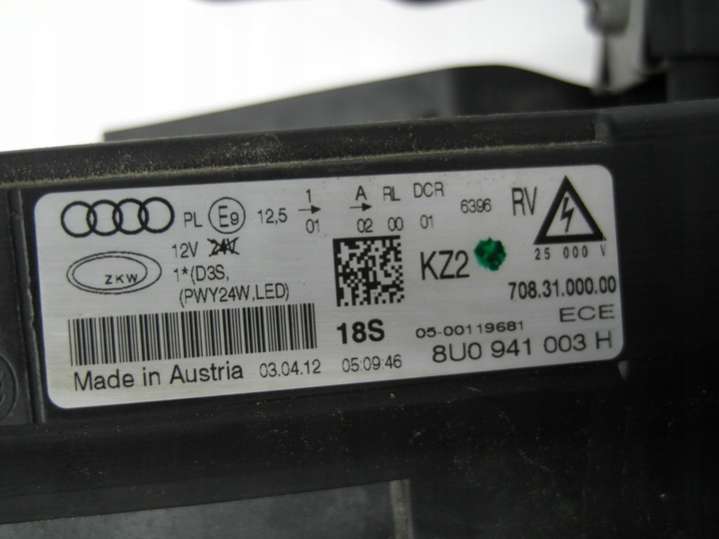 PL E9 12,5 1 A RL DCR 6396 RV
01 02 00 01
12V 24V
ZKW 1*(D3S,
(PWY24W,LED)
KZ2
25 000 V
708.31.000.00
ECE
18S 05-00119681
8U0 941 003 H
Made in Austria 03.04.12 05:09:46